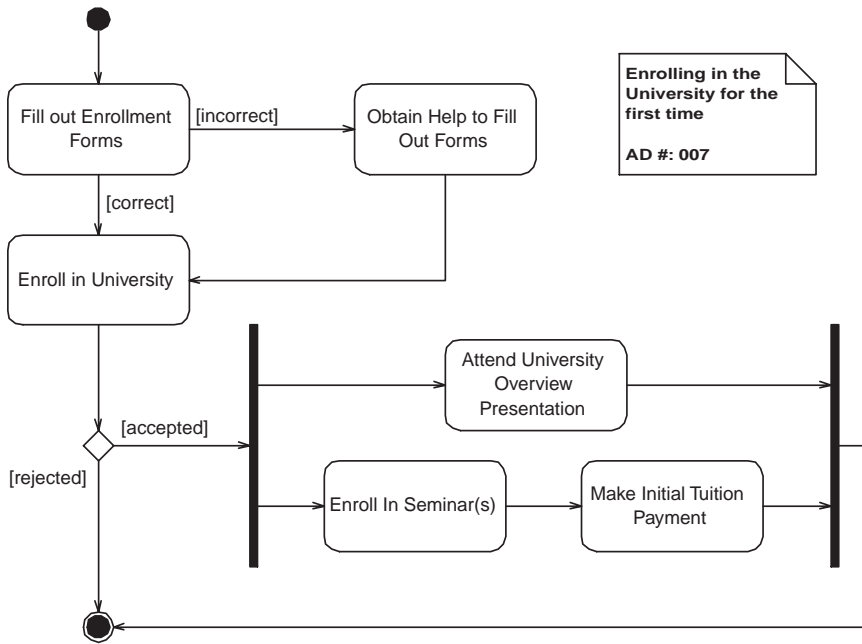 Fill out Enrollment
Forms
[incorrect]
Obtain Help to Fill
Out Forms
Enrolling in the
University for the
first time
AD #: 007
[correct]
Enroll in University
Attend University
Overview
Presentation
[accepted]
[rejected]
Enroll In Seminar(s)
Make Initial Tuition
Payment